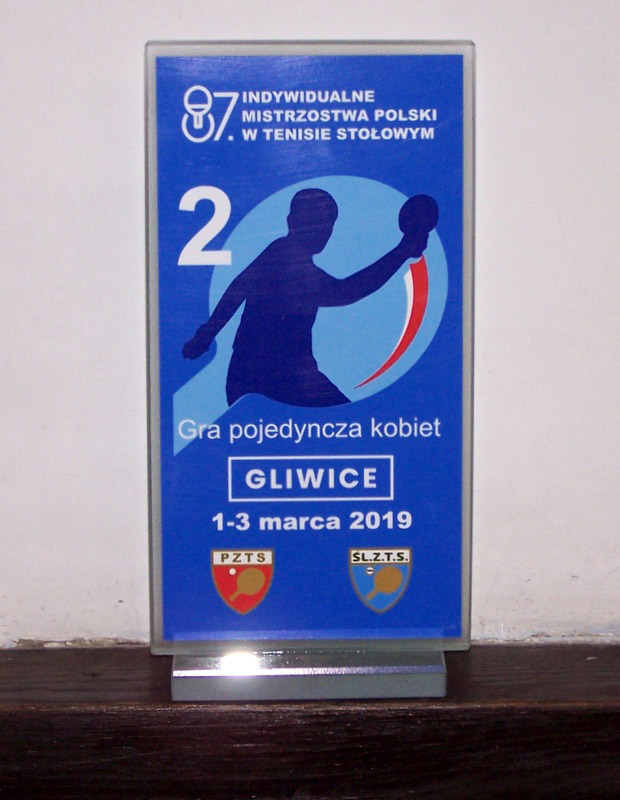 87. INDYWIDUALNE
MISTRZOSTWA POLSKI
W TENISIE STOŁOWYM
2
Gra pojedyncza kobiet
GLIWICE
1-3 marca 2019
PZTS
ŚL.Z.T.S.